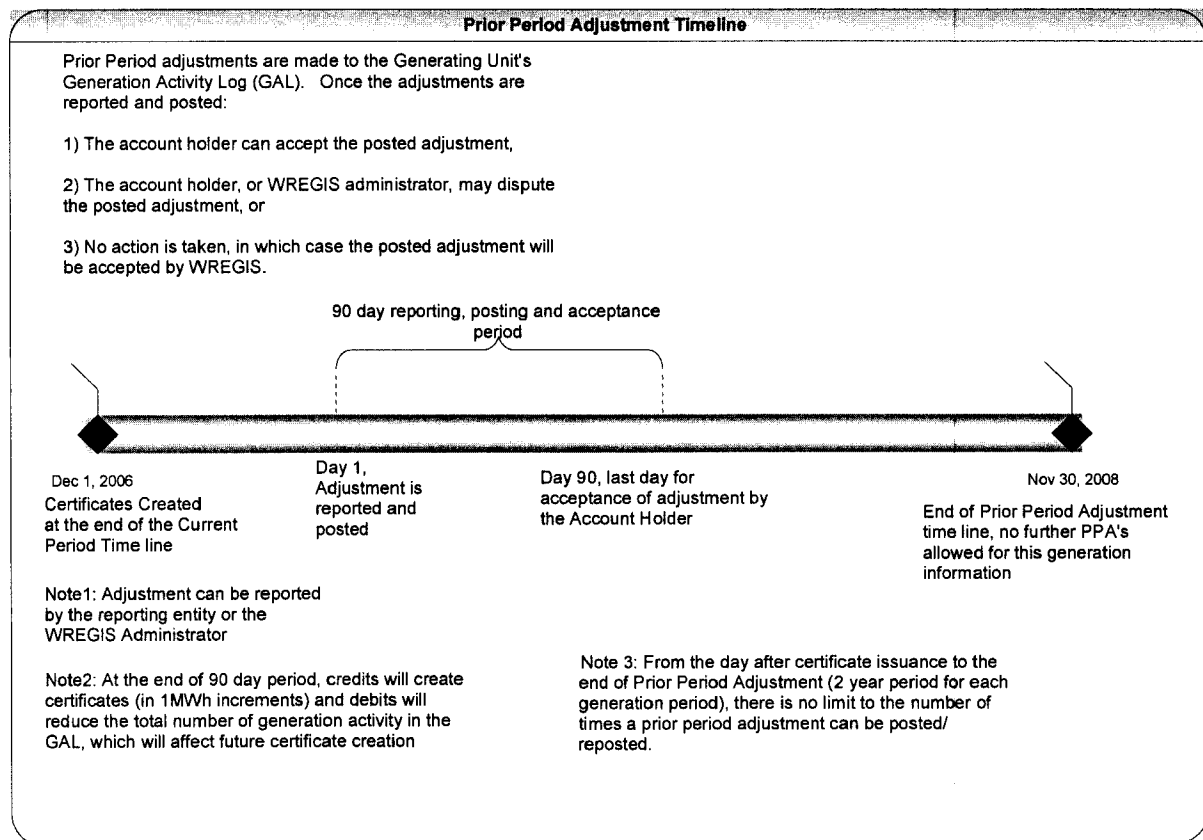 Prior Period Adjustment Timeline
Prior Period adjustments are made to the Generating Unit's
Generation Activity Log (GAL). Once the adjustments are
reported and posted:
1) The account holder can accept the posted adjustment,
2) The account holder, or WREGIS administrator, may dispute
the posted adjustment, or
3) No action is taken, in which case the posted adjustment will
be accepted by WREGIS.
90 day reporting, posting and acceptance
period
Dec 1, 2006
Certificates Created
at the end of the Current
Period Time line
Day 1,
Adjustment is
reported and
posted
Day 90, last day for
acceptance of adjustment by
the Account Holder
Nov 30, 2008
End of Prior Period Adjustment
time line, no further PPA's
allowed for this generation
information
Note1: Adjustment can be reported
by the reporting entity or the
WREGIS Administrator
Note2: At the end of 90 day period, credits will create
certificates (in 1MWh increments) and debits will
reduce the total number of generation activity in the
GAL, which will affect future certificate creation
Note 3: From the day after certificate issuance to the
end of Prior Period Adjustment (2 year period for each
generation period), there is no limit to the number of
times a prior period adjustment can be posted/
reposted.